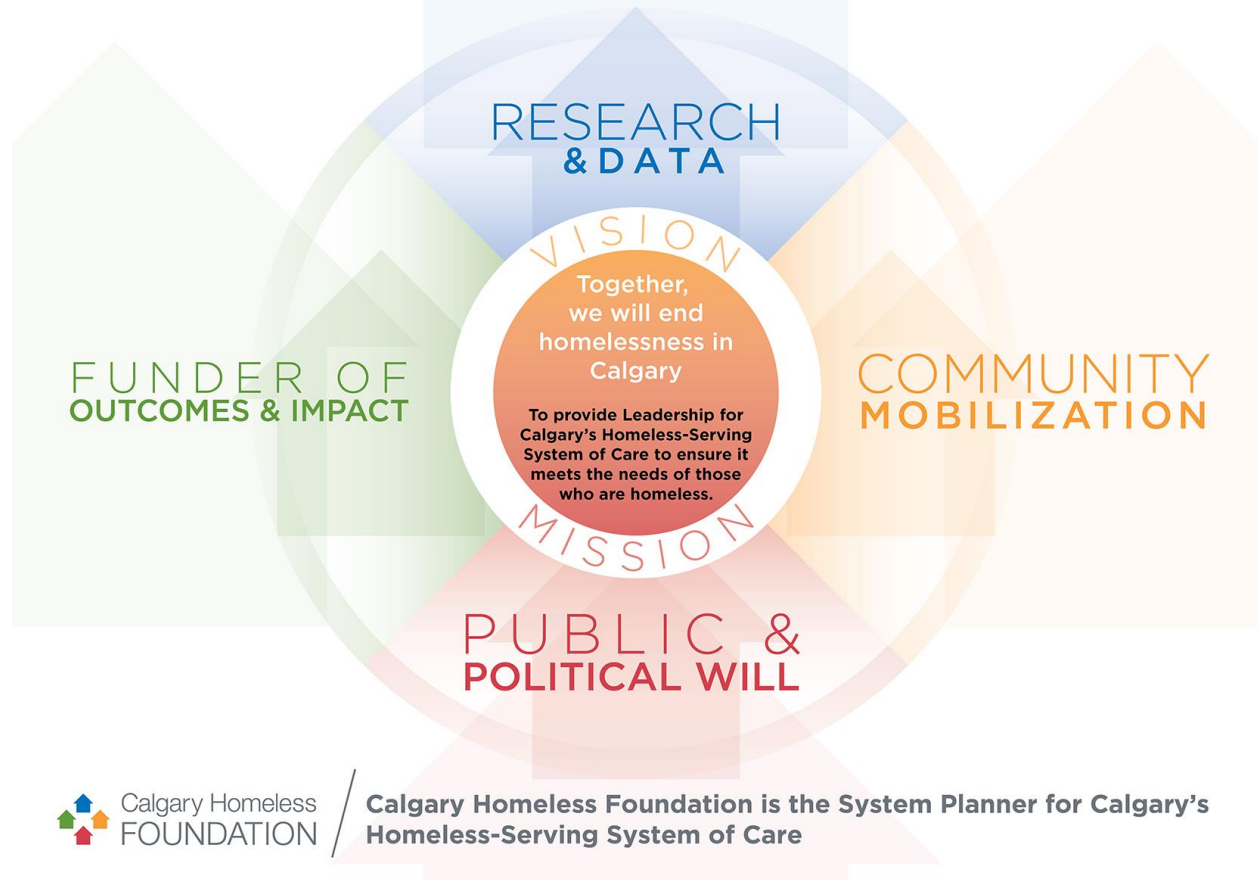 RESEARCH
& DATA
VISION
Together,
we will end
homelessness in
Calgary
FUNDER OF
OUTCOMES & IMPACT
COMMUNITY
MOBILIZATION
To provide Leadership for
Calgary’s Homeless-Serving
System of Care to ensure it
meets the needs of those
who are homeless.
MISSION
PUBLIC &
POLITICAL WILL
Calgary Homeless
FOUNDATION
Calgary Homeless Foundation is the System Planner for Calgary’s
Homeless-Serving System of Care